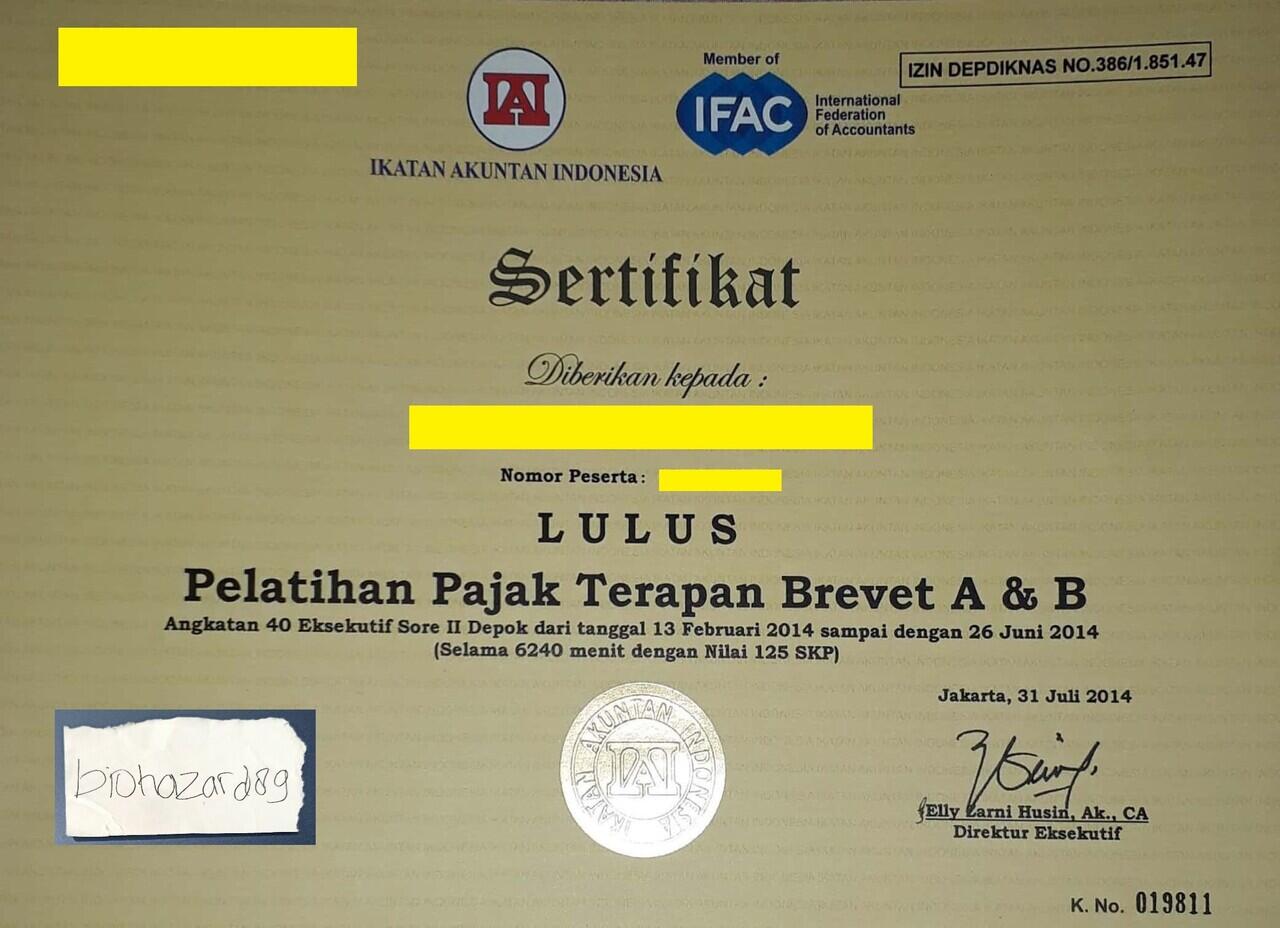 IAI
IKATAN AKUNTAN INDONESIA
Member of
IFAC
International
Federation
of Accountants
IZIN DEPDIKNAS NO.386/1.851.47
Sertifikat
Diberikan kepada :
Nomor Peserta :
LULUS
Pelatihan Pajak Terapan Brevet A & B
Angkatan 40 Eksekutif Sore II Depok dari tanggal 13 Februari 2014 sampai dengan 26 Juni 2014
(Selama 6240 menit dengan Nilai 125 SKP)
Jakarta, 31 Juli 2014
biohazard89
IKATAN AKUNTAN INDONESIA
IAI
Elly Zarni Husin, Ak., CA
Direktur Eksekutif
K. No. 019811